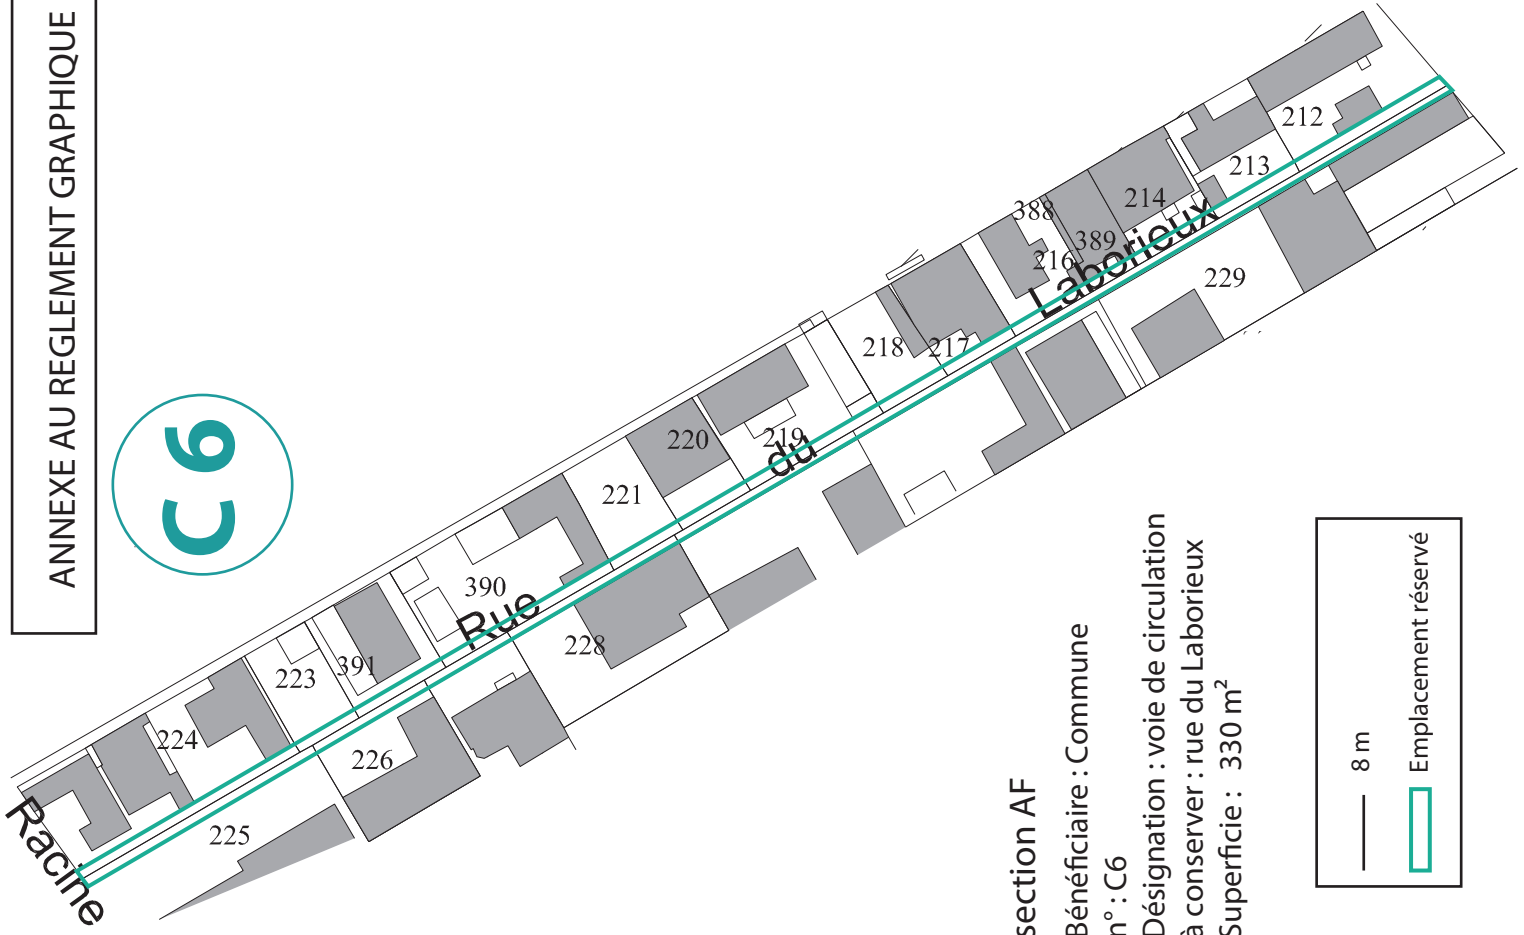 ANNEXE AU REGLEMENT GRAPHIQUE
C 6
Racine
Rue
du
Laborieux
212
213
214
388
389
216
229
217
218
219
220
221
390
228
391
223
224
226
225
section AF
Bénéficiaire : Commune
n° : C6
Désignation : voie de circulation
à conserver : rue du Laborieux
Superficie : 330 m²
8 m
Emplacement réservé